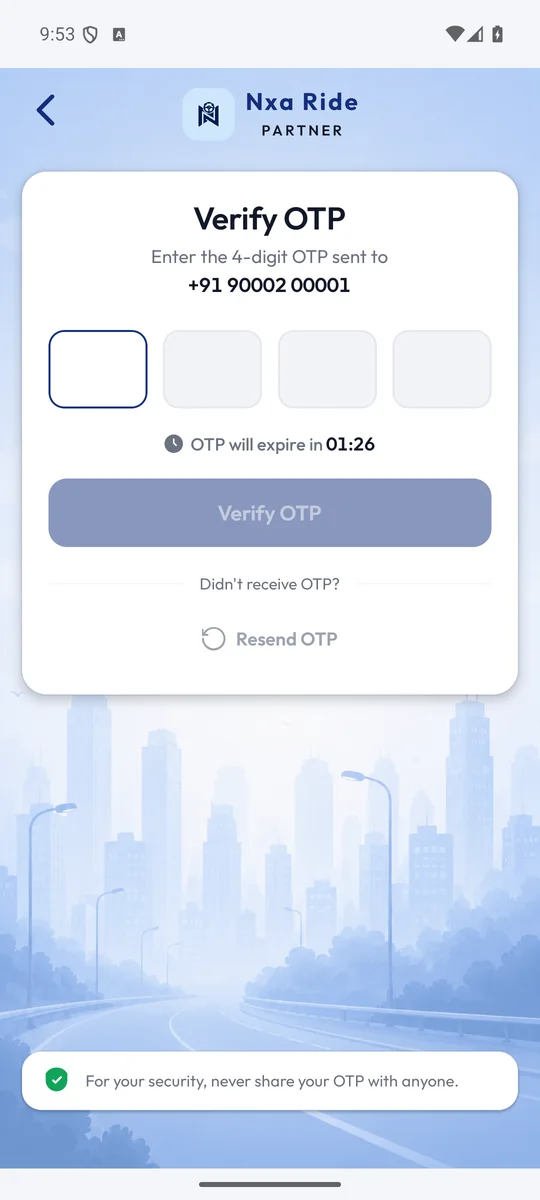 9:53
Nxa Ride
PARTNER
Verify OTP
Enter the 4-digit OTP sent to
+91 90002 00001
OTP will expire in 01:26
Verify OTP
Didn't receive OTP?
Resend OTP
For your security, never share your OTP with anyone.